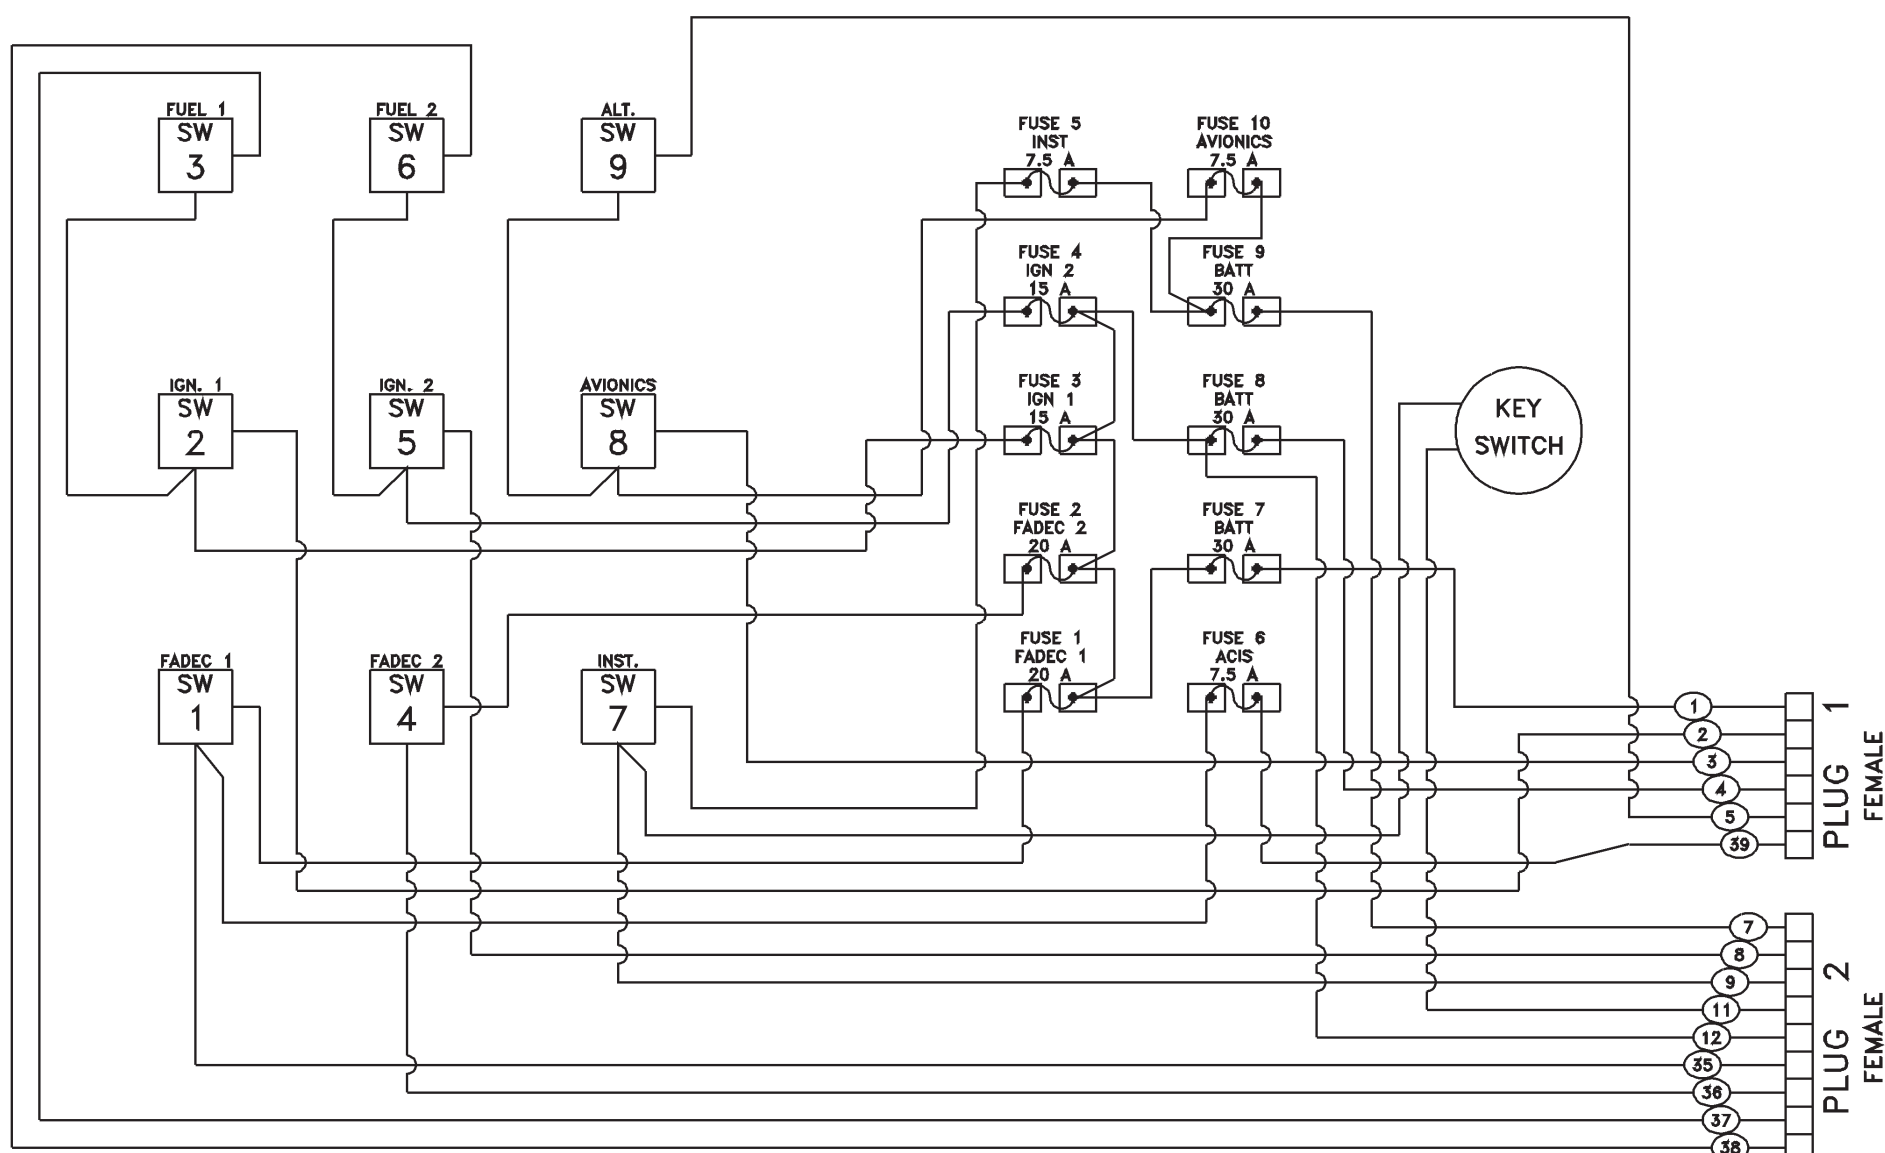 FUEL 1
SW
3
FUEL 2
SW
6
ALT.
SW
9
FUSE 5
INST
7.5 A
FUSE 10
AVIONICS
7.5 A
FUSE 4
IGN 2
15 A
FUSE 9
BATT
30 A
IGN. 1
SW
2
IGN. 2
SW
5
AVIONICS
SW
8
FUSE 3
IGN 1
15 A
FUSE 8
BATT
30 A
KEY
SWITCH
FUSE 2
FADEC 2
20 A
FUSE 7
BATT
30 A
FADEC 1
SW
1
FADEC 2
SW
4
INST.
SW
7
FUSE 1
FADEC 1
20 A
FUSE 6
ACIS
7.5 A
1
2
3
4
5
39
PLUG 1
FEMALE
7
8
9
11
12
35
36
37
38
PLUG 2
FEMALE